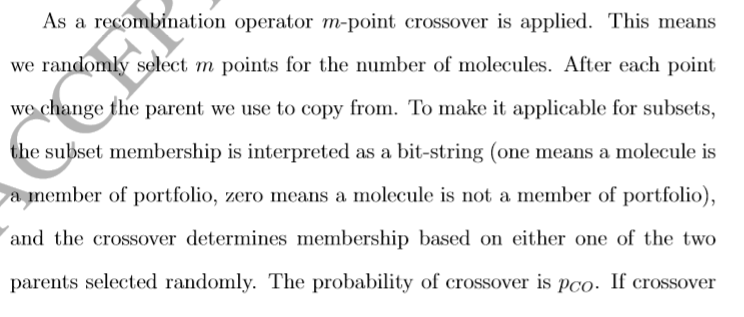 As a recombination operator m-point crossover is applied. This means
we randomly select m points for the number of molecules. After each point
we change the parent we use to copy from. To make it applicable for subsets,
the subset membership is interpreted as a bit-string (one means a molecule is
a member of portfolio, zero means a molecule is not a member of portfolio),
and the crossover determines membership based on either one of the two
parents selected randomly. The probability of crossover is pCO. If crossover